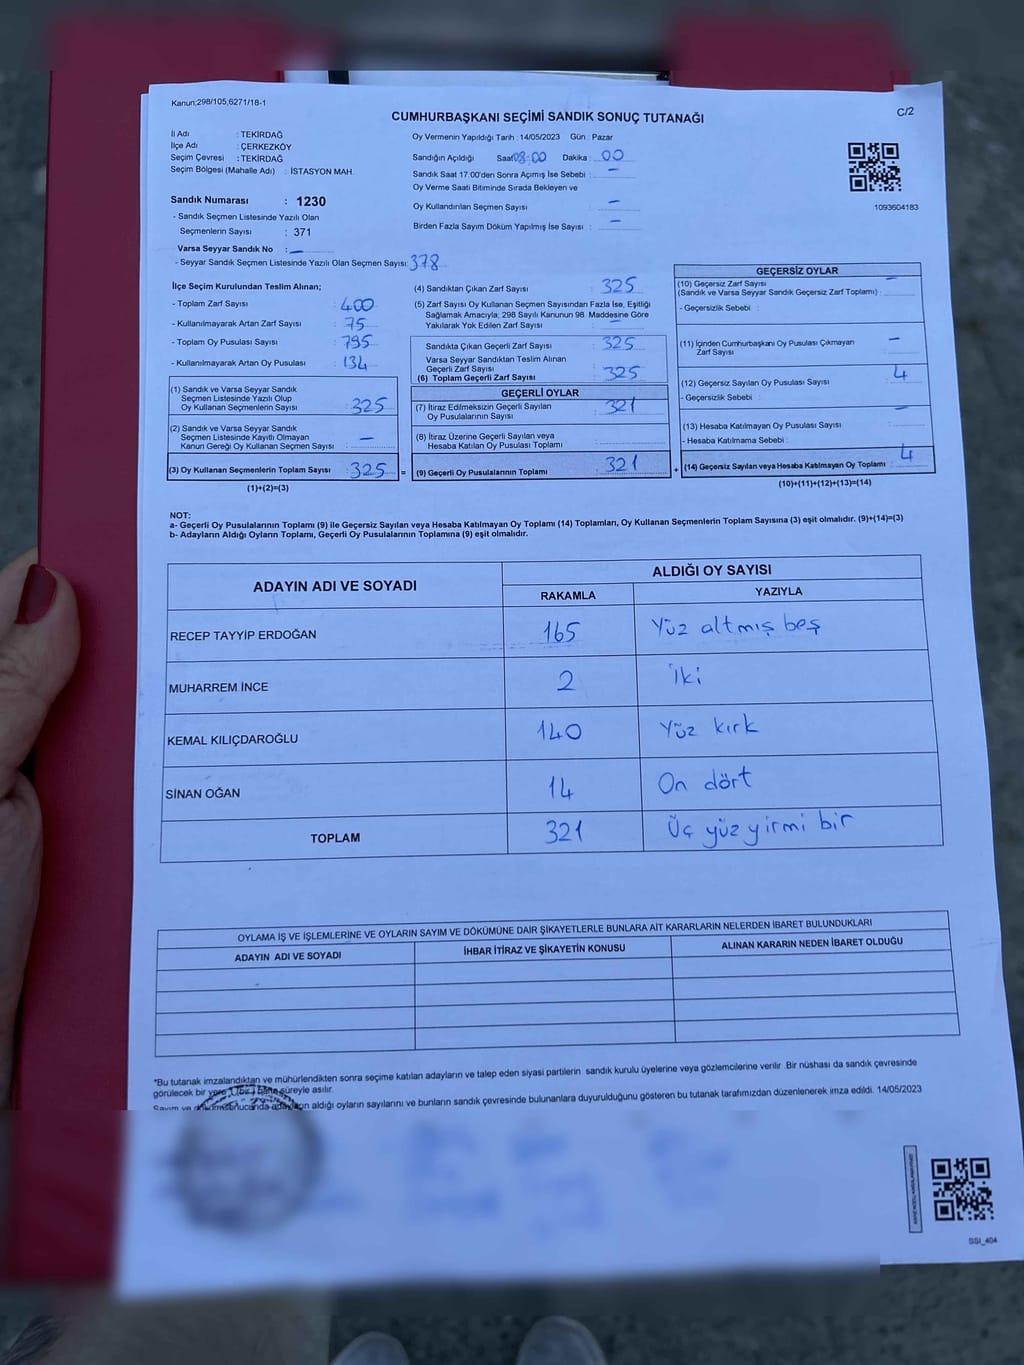 Kanun:298/105,6271/18-1
C/2
CUMHURBAŞKANI SEÇİMİ SANDIK SONUÇ TUTANAĞI
İl Adı : TEKİRDAĞ
İlçe Adı : ÇERKEZKÖY
Seçim Çevresi : TEKİRDAĞ
Seçim Bölgesi (Mahalle Adı) : İSTASYON MAH.
Sandık Numarası : 1230
- Sandık Seçmen Listesinde Yazılı Olan
Seçmenlerin Sayısı : 371
Varsa Seyyar Sandık No : —
- Seyyar Sandık Seçmen Listesinde Yazılı Olan Seçmen Sayısı: 378
Oy Vermenin Yapıldığı Tarih : 14/05/2023 Gün : Pazar
Sandığın Açıldığı Saat 08:00 Dakika : 00
Sandık Saat 17.00'den Sonra Açımış İse Sebebi : —
Oy Verme Saati Bitiminde Sırada Bekleyen ve
Oy Kullandırılan Seçmen Sayısı —
Birden Fazla Sayım Döküm Yapılmış İse Sayısı : —
1093604183
İlçe Seçim Kurulundan Teslim Alınan;
- Toplam Zarf Sayısı : 400
- Kullanılmayarak Artan Zarf Sayısı : 75
- Toplam Oy Pusulası Sayısı : 795
- Kullanılmayarak Artan Oy Pusulası : 134
(1) Sandık ve Varsa Seyyar Sandık
Seçmen Listesinde Yazılı Olup
Oy Kullanan Seçmenlerin Sayısı : 325
(2) Sandık ve Varsa Seyyar Sandık
Seçmen Listesinde Kayıtlı Olmayan
Kanun Gereği Oy Kullanan Seçmenlerin Sayısı : —
(3) Oy Kullanan Seçmenlerin Toplam Sayısı : 325 =
(1)+(2)=(3)
(4) Sandıktan Çıkan Zarf Sayısı : 325
(5) Zarf Sayısı Oy Kullanan Seçmen Sayısından Fazla İse, Eşitliği
Sağlamak Amacıyla; 298 Sayılı Kanunun 98. Maddesine Göre
Yakılarak Yok Edilen Zarf Sayısı : —
Sandıkta Çıkan Geçerli Zarf Sayısı : 325
Varsa Seyyar Sandıktan Teslim Alınan
Geçerli Zarf Sayısı :
(6) Toplam Geçerli Zarf Sayısı : 325
GEÇERLİ OYLAR
(7) İtiraz Edilmeksizin Geçerli Sayılan : 321
Oy Pusulalarının Sayısı
(8) İtiraz Üzerine Geçerli Sayılan veya
Hesaba Katılan Oy Pusulası Toplamı :
(9) Geçerli Oy Pusulalarının Toplamı : 321 +
GEÇERSİZ OYLAR
(10) Geçersiz Zarf Sayısı —
(Sandık ve Varsa Seyyar Sandık Geçersiz Zarf Toplamı) :
- Geçersizlik Sebebi :
(11) İçinden Cumhurbaşkanı Oy Pusulası Çıkmayan —
Zarf Sayısı
(12) Geçersiz Sayılan Oy Pusulası Sayısı : 4
- Geçersizlik Sebebi :
(13) Hesaba Katılmayan Oy Pusulası Sayısı : —
- Hesaba Katılmama Sebebi :
(14) Geçersiz Sayılan veya Hesaba Katılmayan Oy Toplamı : 4
(10)+(11)+(12)+(13)=(14)
NOT:
a- Geçerli Oy Pusulalarının Toplamı (9) ile Geçersiz Sayılan veya Hesaba Katılmayan Oy Toplamı (14) Toplamları, Oy Kullanan Seçmenlerin Toplam Sayısına (3) eşit olmalıdır. (9)+(14)=(3)
b- Adayların Aldığı Oyların Toplamı, Geçerli Oy Pusulalarının Toplamına (9) eşit olmalıdır.
ADAYIN ADI VE SOYADI ALDIĞI OY SAYISI
RAKAMLA YAZIYLA
RECEP TAYYİP ERDOĞAN 165 Yüz altmış beş
MUHARREM İNCE 2 İki
KEMAL KILIÇDAROĞLU 140 Yüz kırk
SİNAN OĞAN 14 On dört
TOPLAM 321 Üç yüz yirmi bir
OYLAMA İŞ VE İŞLEMLERİNE VE OYLARIN SAYIM VE DÖKÜMÜNE DAİR ŞİKAYETLERLE BUNLARA AİT KARARLARIN NELERDEN İBARET BULUNDUKLARI
ADAYIN ADI VE SOYADI İHBAR İTİRAZ VE ŞİKAYETİN KONUSU ALINAN KARARIN NEDEN İBARET OLDUĞU
*Bu tutanak imzalandıktan ve mühürlendikten sonra seçime katılan adayların ve talep eden siyasi partilerin sandık kurulu üyelerine veya gözlemcilerine verilir. Bir nüshası da sandık çevresinde
görülecek bir yere 1 (bir) hafta süreyle asılır.
Sayım ve döküm sonucunda adayların aldığı oyların sayılarını ve bunların sandık çevresinde bulunanlara duyurulduğunu gösteren bu tutanak tarafımızdan düzenlenerek imza edildi. 14/05/2023
SSI_404